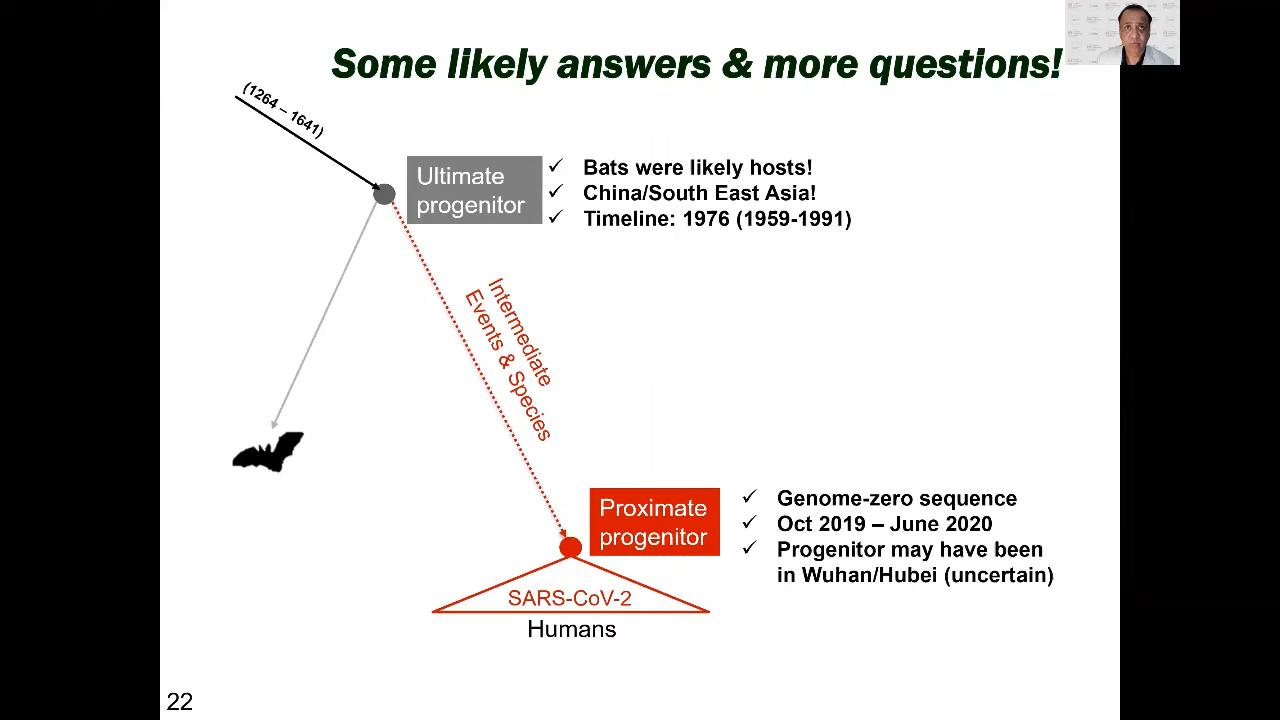 Some likely answers & more questions!
(1264 – 1641)
Ultimate
progenitor
✓ Bats were likely hosts!
✓ China/South East Asia!
✓ Timeline: 1976 (1959-1991)
Intermediate
Events & Species
Proximate
progenitor
✓ Genome-zero sequence
✓ Oct 2019 – June 2020
✓ Progenitor may have been
in Wuhan/Hubei (uncertain)
SARS-CoV-2
Humans
22